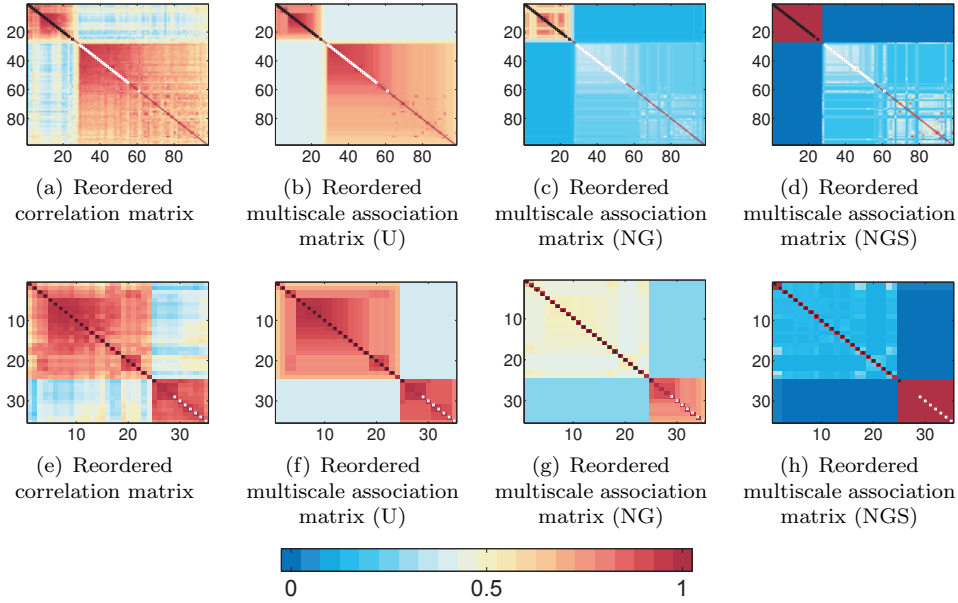 20
40
60
80
20 40 60 80
20
40
60
80
20 40 60 80
20
40
60
80
20 40 60 80
20
40
60
80
20 40 60 80
(a) Reordered
correlation matrix
(b) Reordered
multiscale association
matrix (U)
(c) Reordered
multiscale association
matrix (NG)
(d) Reordered
multiscale association
matrix (NGS)
10
20
30
10 20 30
10
20
30
10 20 30
10
20
30
10 20 30
10
20
30
10 20 30
(e) Reordered
correlation matrix
(f) Reordered
multiscale association
matrix (U)
(g) Reordered
multiscale association
matrix (NG)
(h) Reordered
multiscale association
matrix (NGS)
0 0.5 1